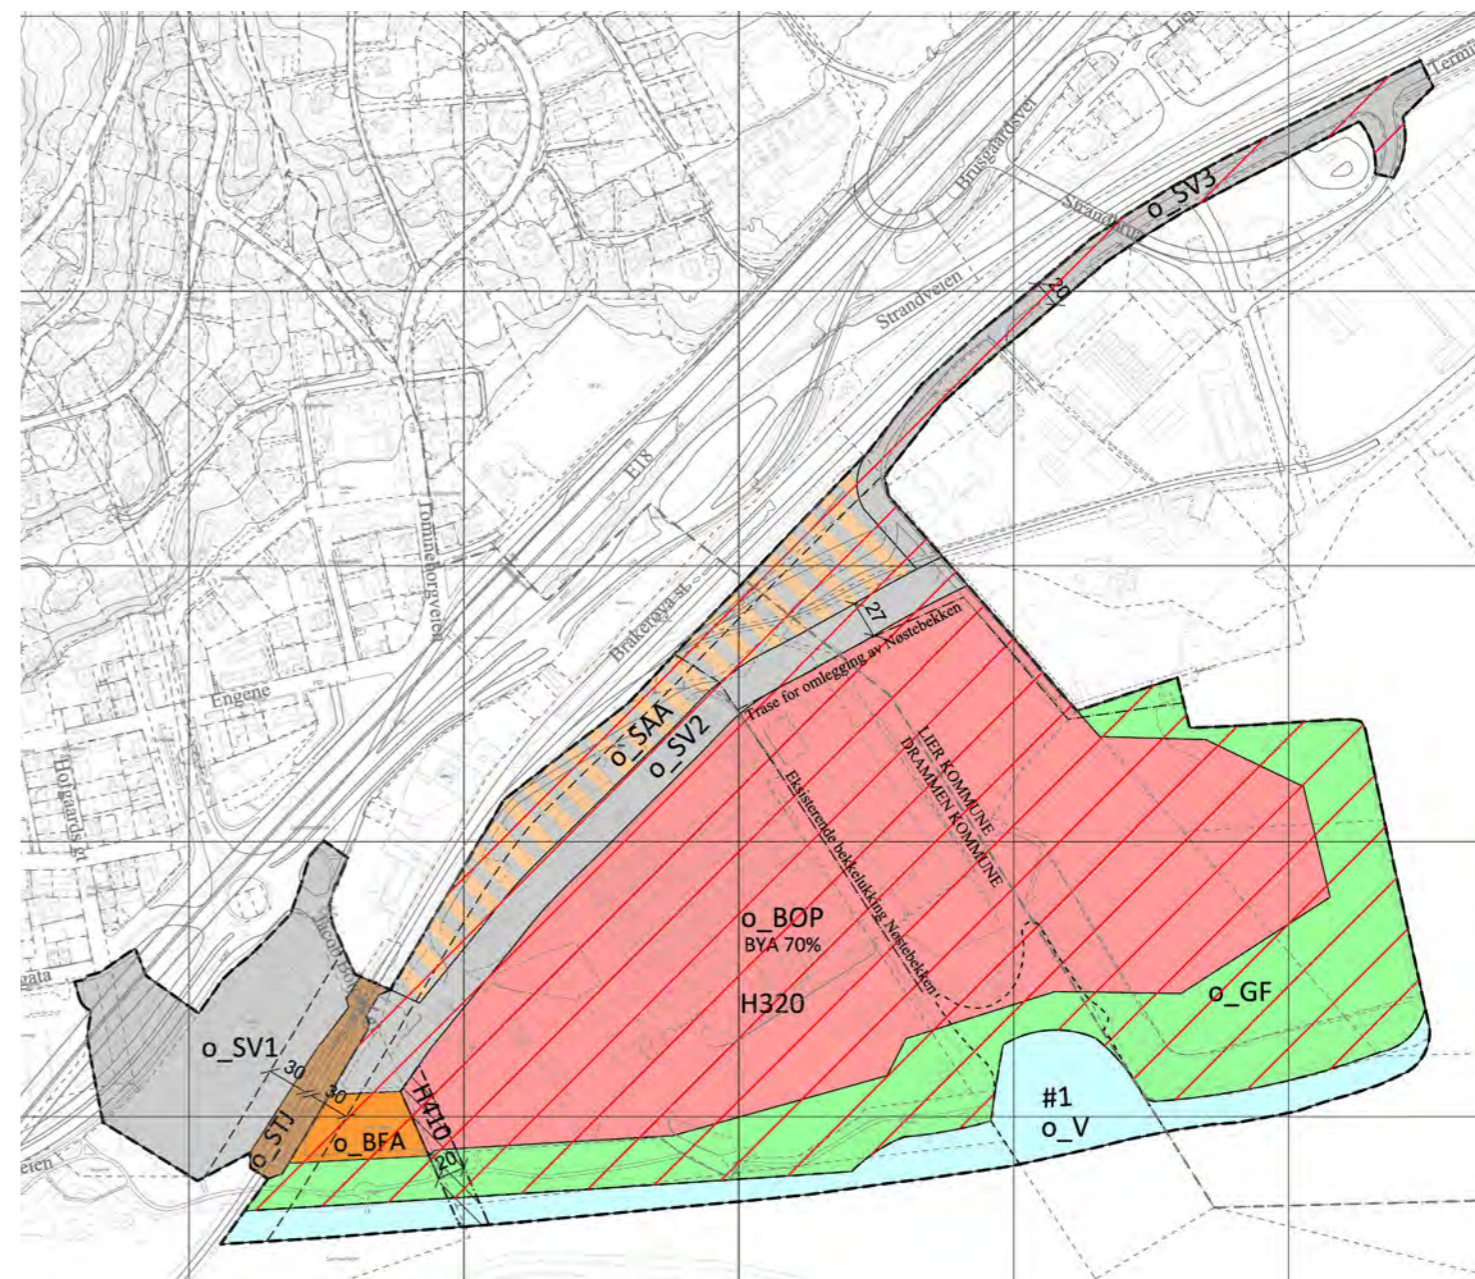 Brusgaardsvei
o_SV3
20
Strandveien
E18
Tomineborgveien
Brakerøya st.
27
Trase for omlegging av Nøstebekken
Engene
o_SAA
o_SV2
Hofgaards gt
LIER KOMMUNE
DRAMMEN KOMMUNE
Eksisterende bekkelukking Nøstebekken
o_BOP
BYA 70%
H320
o_GF
o_SV1
30
30
H410
#1
o_V
o_STJ
o_BFA
20